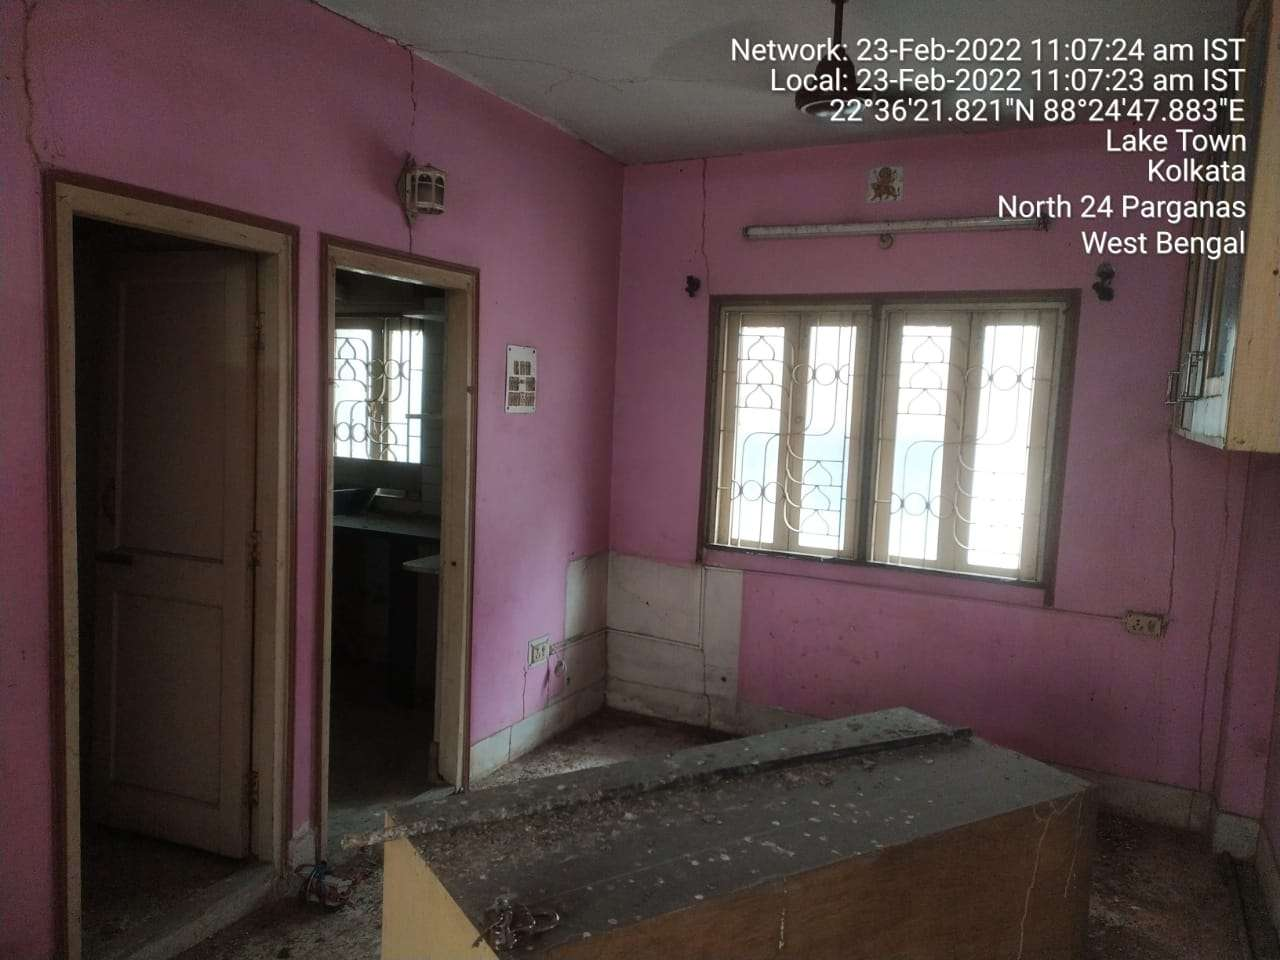 Network: 23-Feb-2022 11:07:24 am IST
Local: 23-Feb-2022 11:07:23 am IST
22°36'21.821"N 88°24'47.883"E
Lake Town
Kolkata
North 24 Parganas
West Bengal